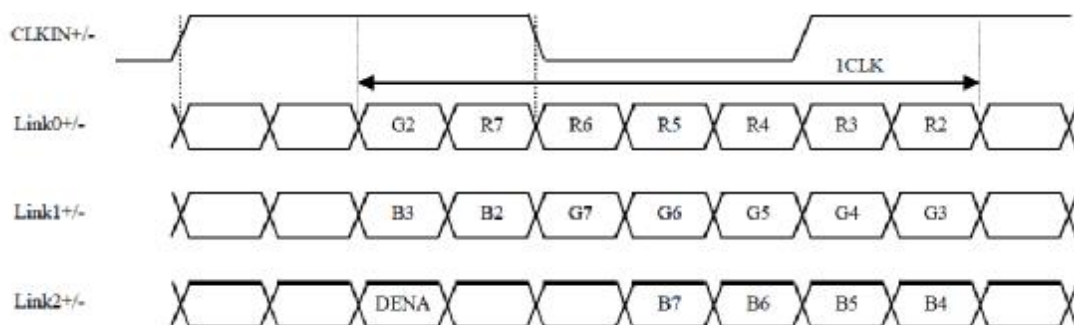 CLKIN+/-
1CLK
Link0+/- G2 R7 R6 R5 R4 R3 R2
Link1+/- B3 B2 G7 G6 G5 G4 G3
Link2+/- DENA B7 B6 B5 B4